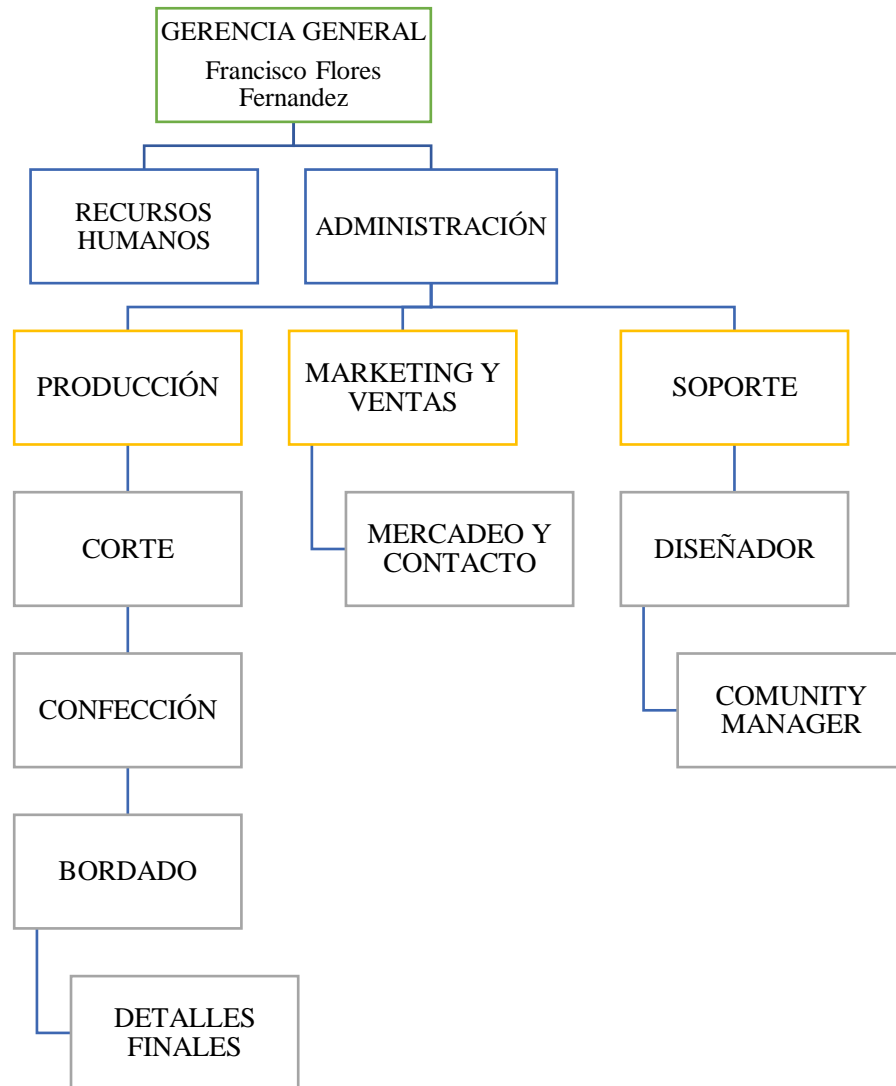 GERENCIA GENERAL
Francisco Flores
Fernandez
RECURSOS
HUMANOS
ADMINISTRACIÓN
PRODUCCIÓN
MARKETING Y
VENTAS
SOPORTE
CORTE
MERCADEO Y
CONTACTO
DISEÑADOR
CONFECCIÓN
COMUNITY
MANAGER
BORDADO
DETALLES
FINALES